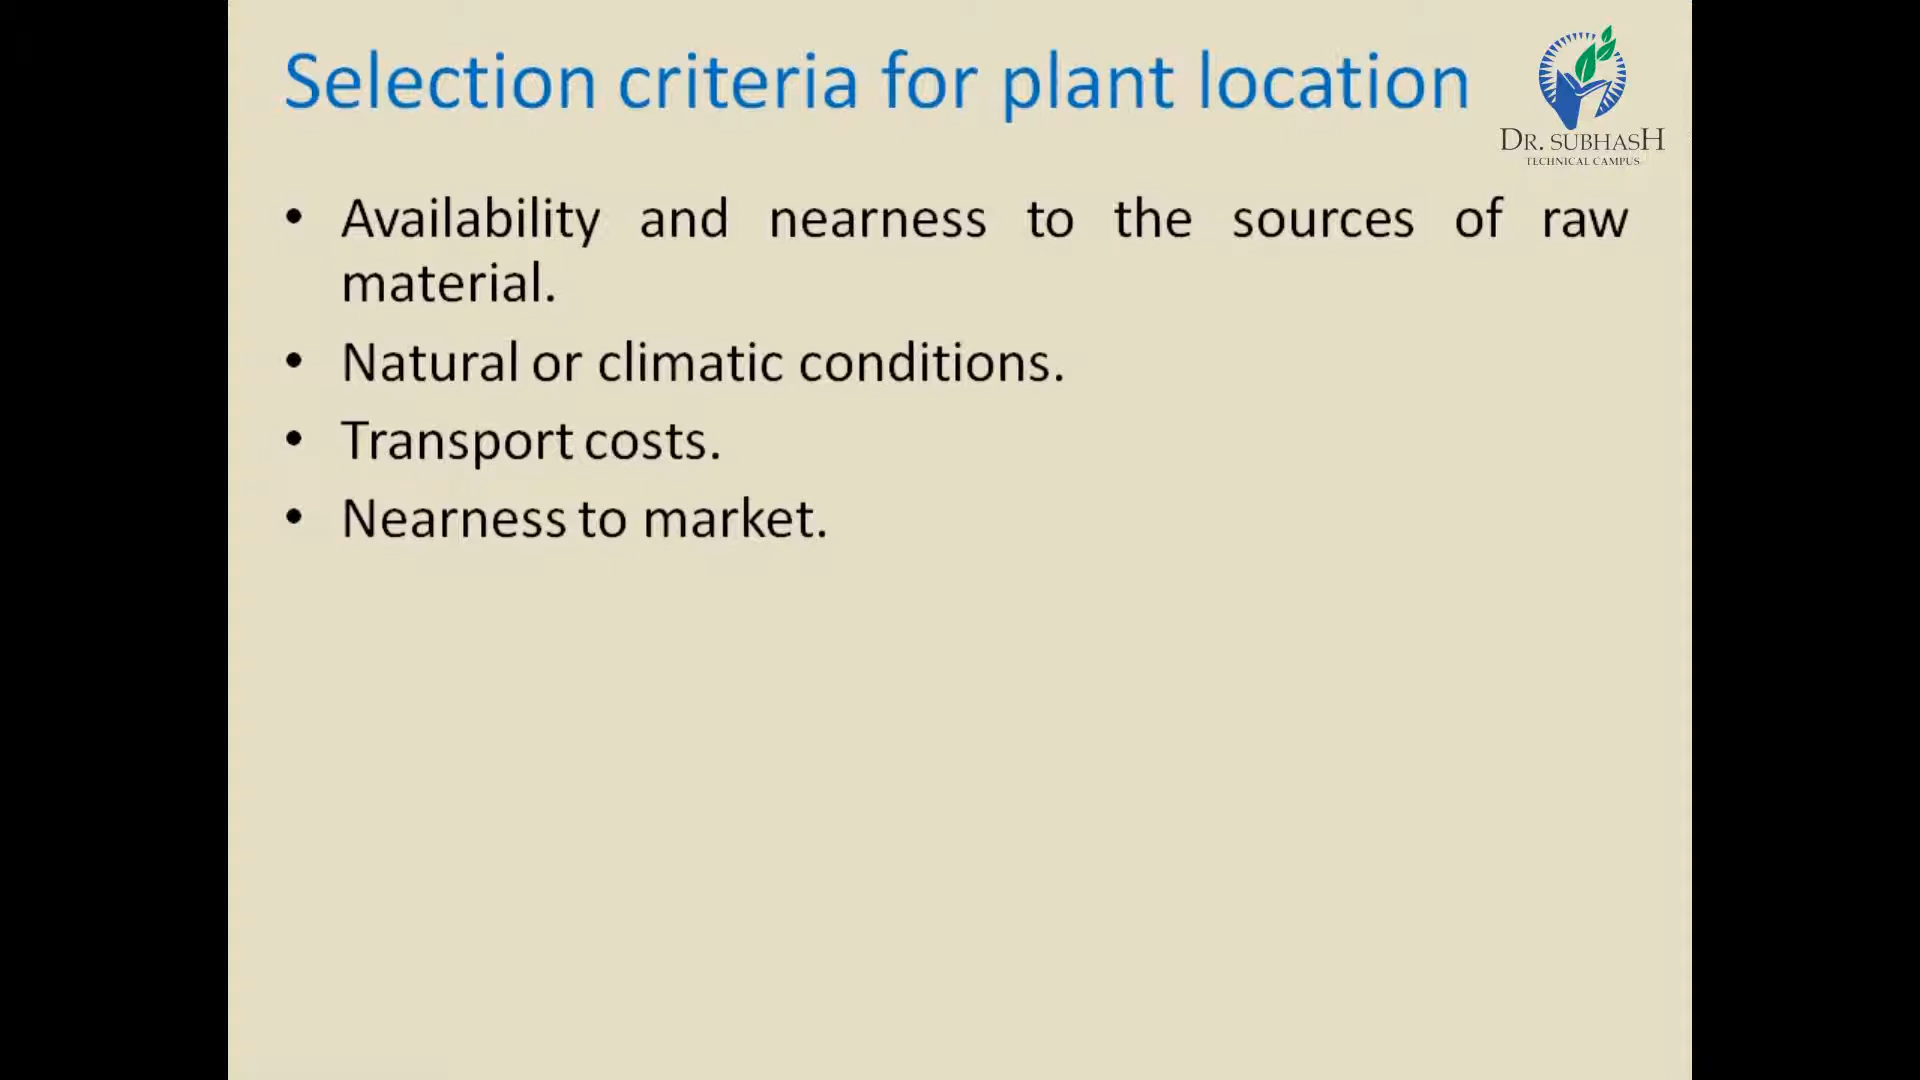 Selection criteria for plant location
DR. SUBHASH
TECHNICAL CAMPUS
• Availability and nearness to the sources of raw
material.
• Natural or climatic conditions.
• Transport costs.
• Nearness to market.